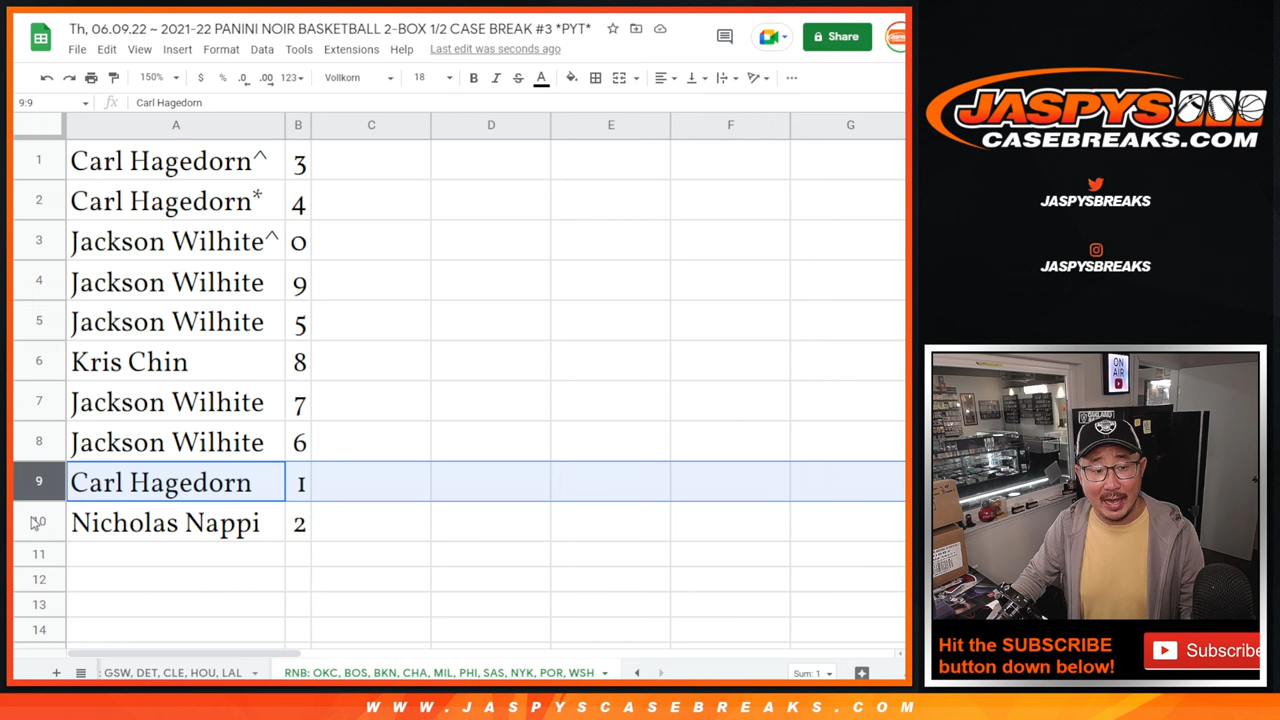 Th, 06.09.22 ~ 2021-22 PANINI NOIR BASKETBALL 2-BOX 1/2 CASE BREAK #3 *PYT*
File Edit View Insert Format Data Tools Extensions Help Last edit was seconds ago
Share
150% $ % .0 .00 123 Vollkorn 18 B I S A
9:9 fx Carl Hagedorn
A B C D E F G
1 Carl Hagedorn^ 3
2 Carl Hagedorn* 4
3 Jackson Wilhite^ 0
4 Jackson Wilhite 9
5 Jackson Wilhite 5
6 Kris Chin 8
7 Jackson Wilhite 7
8 Jackson Wilhite 6
9 Carl Hagedorn 1
10 Nicholas Nappi 2
11
12
13
14
GSW, DET, CLE, HOU, LAL RNB: OKC, BOS, BKN, CHA, MIL, PHI, SAS, NYK, POR, WSH Sum: 1
JASPYS
CASEBREAKS.COM
JASPYSBREAKS
JASPYSBREAKS
ON
AIR
OAKLAND
Hit the SUBSCRIBE
button down below!
Subscribe
WWW.JASPYSCASEBREAKS.COM